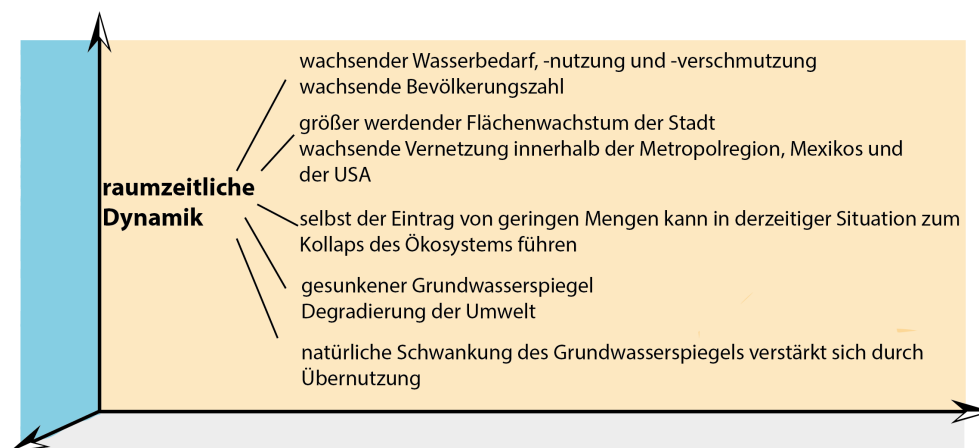 wachsender Wasserbedarf, -nutzung und -verschmutzung
wachsende Bevölkerungszahl
größer werdender Flächenwachstum der Stadt
wachsende Vernetzung innerhalb der Metropolregion, Mexikos und
der USA
raumzeitliche
Dynamik
selbst der Eintrag von geringen Mengen kann in derzeitiger Situation zum
Kollaps des Ökosystems führen
gesunkener Grundwasserspiegel
Degradierung der Umwelt
natürliche Schwankung des Grundwasserspiegels verstärkt sich durch
Übernutzung